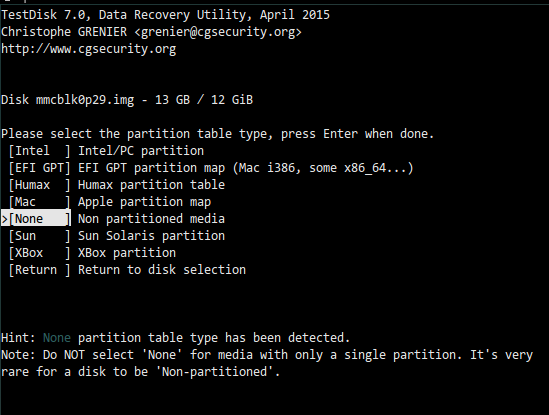 TestDisk 7.0, Data Recovery Utility, April 2015
Christophe GRENIER <grenier@cgsecurity.org>
http://www.cgsecurity.org
Disk mmcblk0p29.img - 13 GB / 12 GiB
Please select the partition table type, press Enter when done.
[Intel  ] Intel/PC partition
[EFI GPT] EFI GPT partition map (Mac i386, some x86_64...)
[Humax  ] Humax partition table
[Mac    ] Apple partition map
>[None   ] Non partitioned media
[Sun    ] Sun Solaris partition
[XBox   ] XBox partition
[Return ] Return to disk selection
Hint: None partition table type has been detected.
Note: Do NOT select 'None' for media with only a single partition. It's very
rare for a disk to be 'Non-partitioned'.